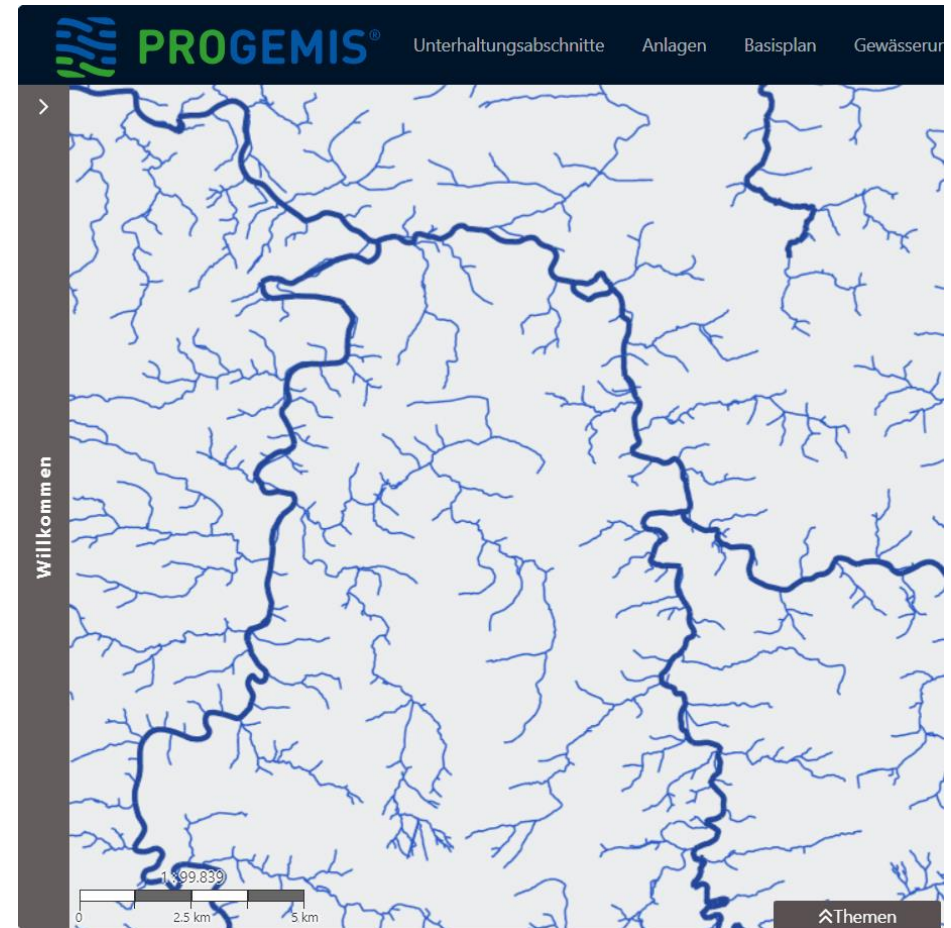 PROGEMIS®
Unterhaltungsabschnitte Anlagen Basisplan
Willkommen
0 2.5 km 5 km
Themen